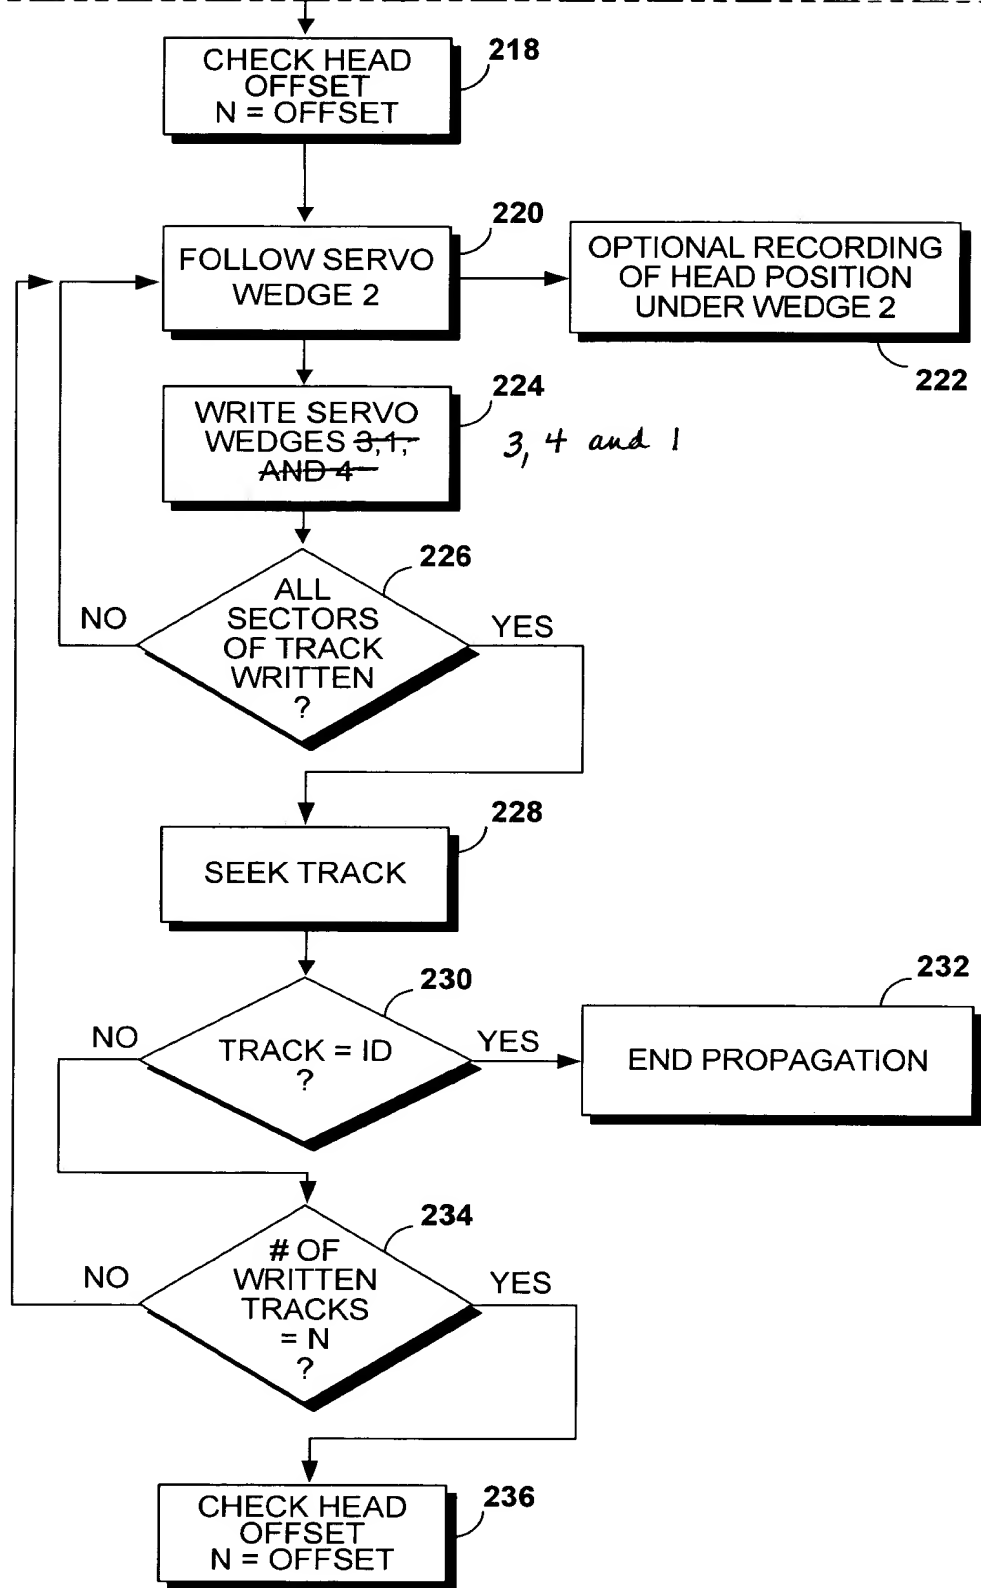 CHECK HEAD
OFFSET
N = OFFSET
218
FOLLOW SERVO
WEDGE 2
220
OPTIONAL RECORDING
OF HEAD POSITION
UNDER WEDGE 2
222
WRITE SERVO
WEDGES 3,1,
AND 4
224
3, 4 and 1
ALL
SECTORS
OF TRACK
WRITTEN
?
226
NO
YES
SEEK TRACK
228
TRACK = ID
?
230
NO
YES
END PROPAGATION
232
# OF
WRITTEN
TRACKS
= N
?
234
NO
YES
CHECK HEAD
OFFSET
N = OFFSET
236